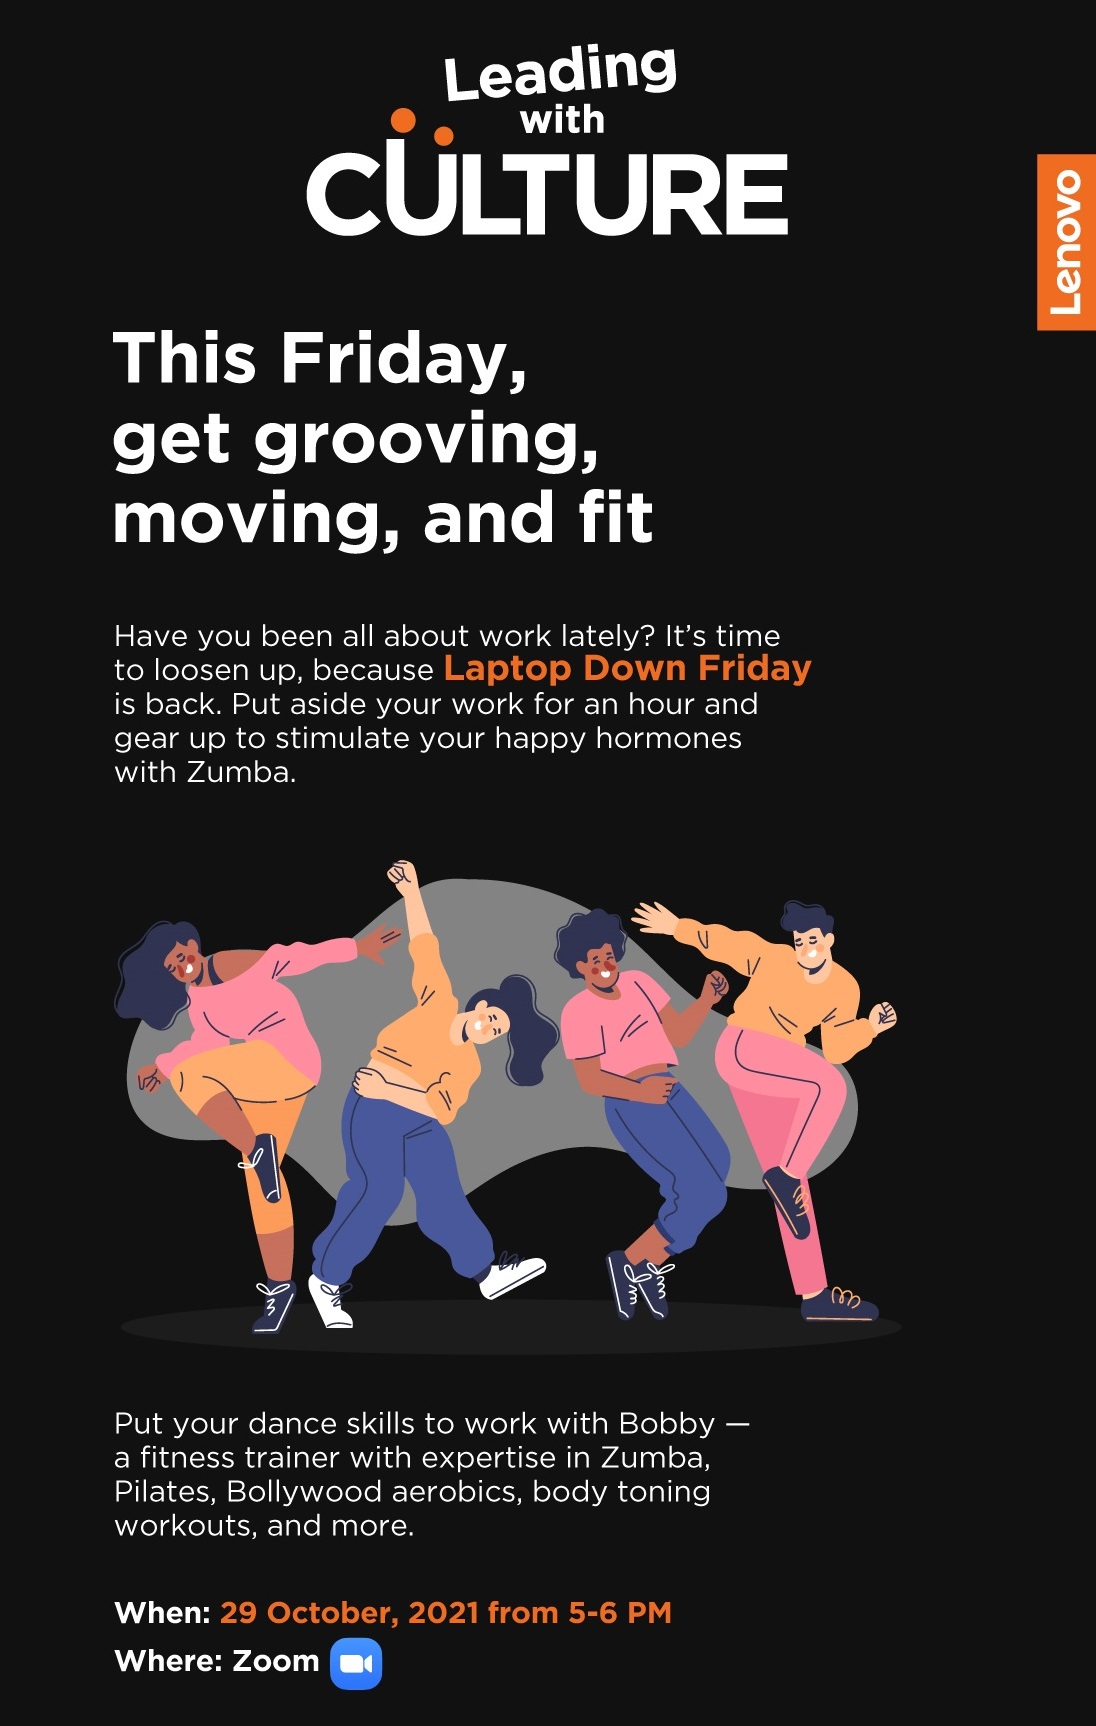 Leading
with
CÜLTURE
Lenovo
This Friday,
get grooving,
moving, and fit
Have you been all about work lately? It’s time
to loosen up, because Laptop Down Friday
is back. Put aside your work for an hour and
gear up to stimulate your happy hormones
with Zumba.
Put your dance skills to work with Bobby —
a fitness trainer with expertise in Zumba,
Pilates, Bollywood aerobics, body toning
workouts, and more.
When: 29 October, 2021 from 5-6 PM
Where: Zoom